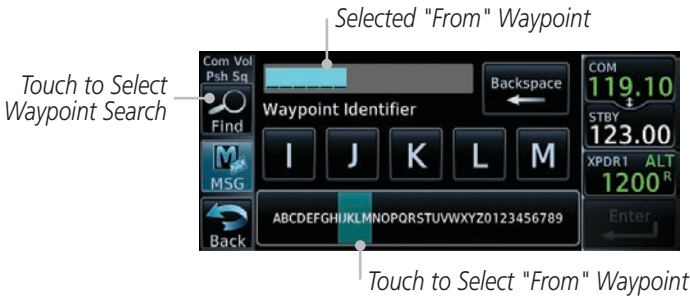 Selected "From" Waypoint
Touch to Select
Waypoint Search
Com Vol
Psh Sq
Find
MSG
Back
Backspace
Waypoint Identifier
I J K L M
ABCDEFGHIJKLMNOPQRSTUVWXYZ0123456789
COM
119.10
STBY
123.00
XPDR1 ALT
1200 R
Enter
Touch to Select "From" Waypoint